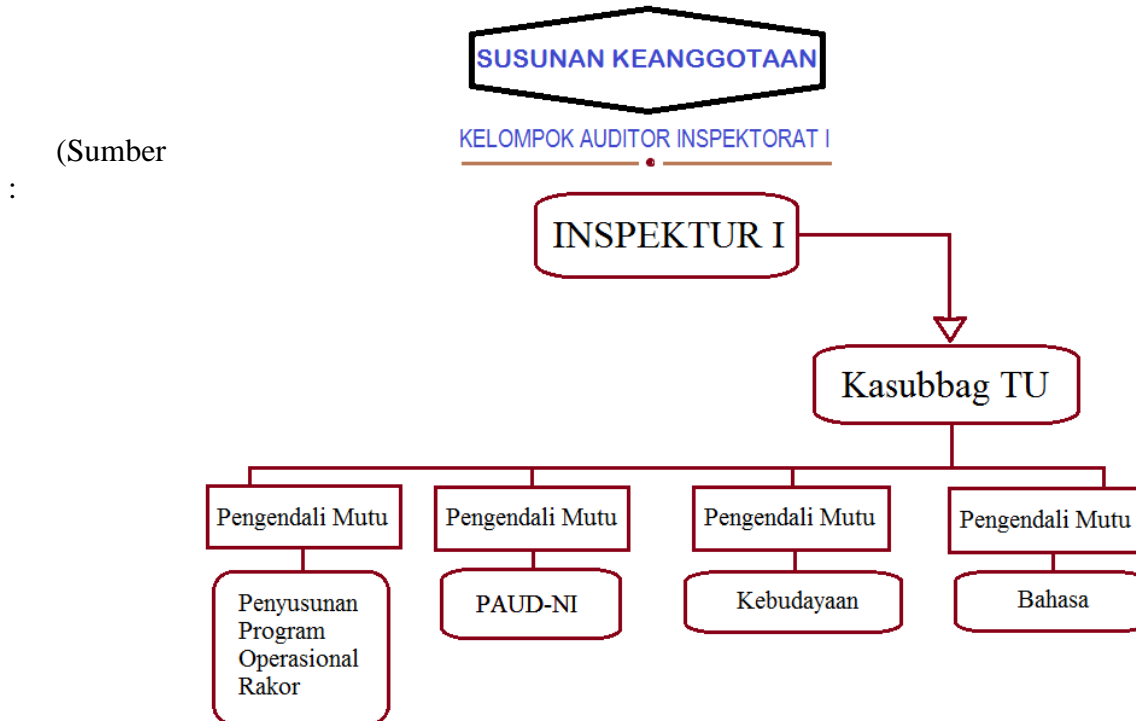 SUSUNAN KEANGGOTAAN
KELOMPOK AUDITOR INSPEKTORAT I
(Sumber
:
INSPEKTUR I
Kasubbag TU
Pengendali Mutu
Pengendali Mutu
Pengendali Mutu
Pengendali Mutu
Penyusunan
Program
Operasional
Rakor
PAUD-NI
Kebudayaan
Bahasa